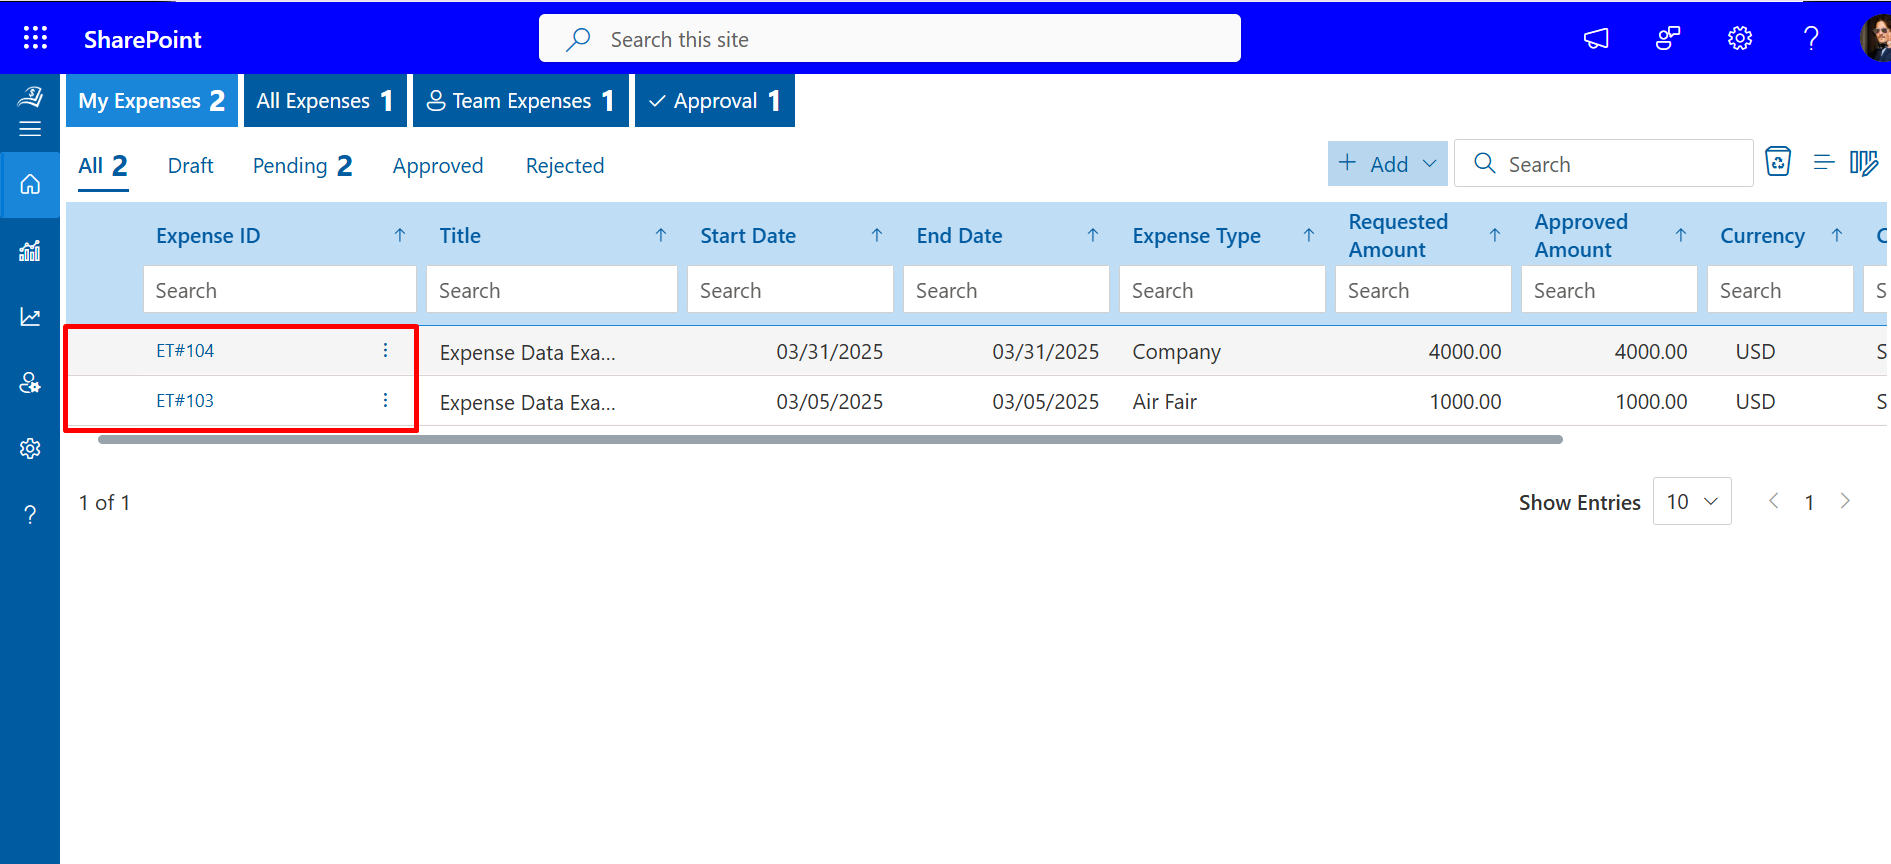 SharePoint
Search this site
My Expenses 2
All Expenses 1
Team Expenses 1
Approval 1
All 2
Draft
Pending 2
Approved
Rejected
+ Add
Search
Expense ID
Title
Start Date
End Date
Expense Type
Requested Amount
Approved Amount
Currency
C
Search
Search
Search
Search
Search
Search
Search
Search
S
ET#104
Expense Data Exa...
03/31/2025
03/31/2025
Company
4000.00
4000.00
USD
S
ET#103
Expense Data Exa...
03/05/2025
03/05/2025
Air Fair
1000.00
1000.00
USD
S
1 of 1
Show Entries
10
1